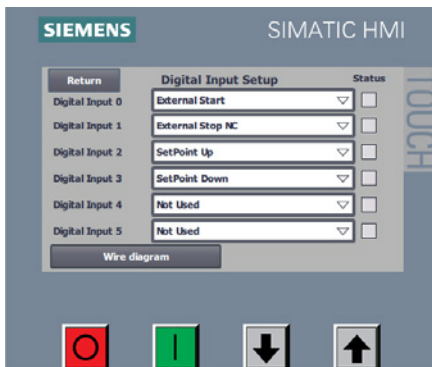 SIEMENS SIMATIC HMI
TOUCH
Return Digital Input Setup Status
Digital Input 0 External Start
Digital Input 1 External Stop NC
Digital Input 2 SetPoint Up
Digital Input 3 SetPoint Down
Digital Input 4 Not Used
Digital Input 5 Not Used
Wire diagram